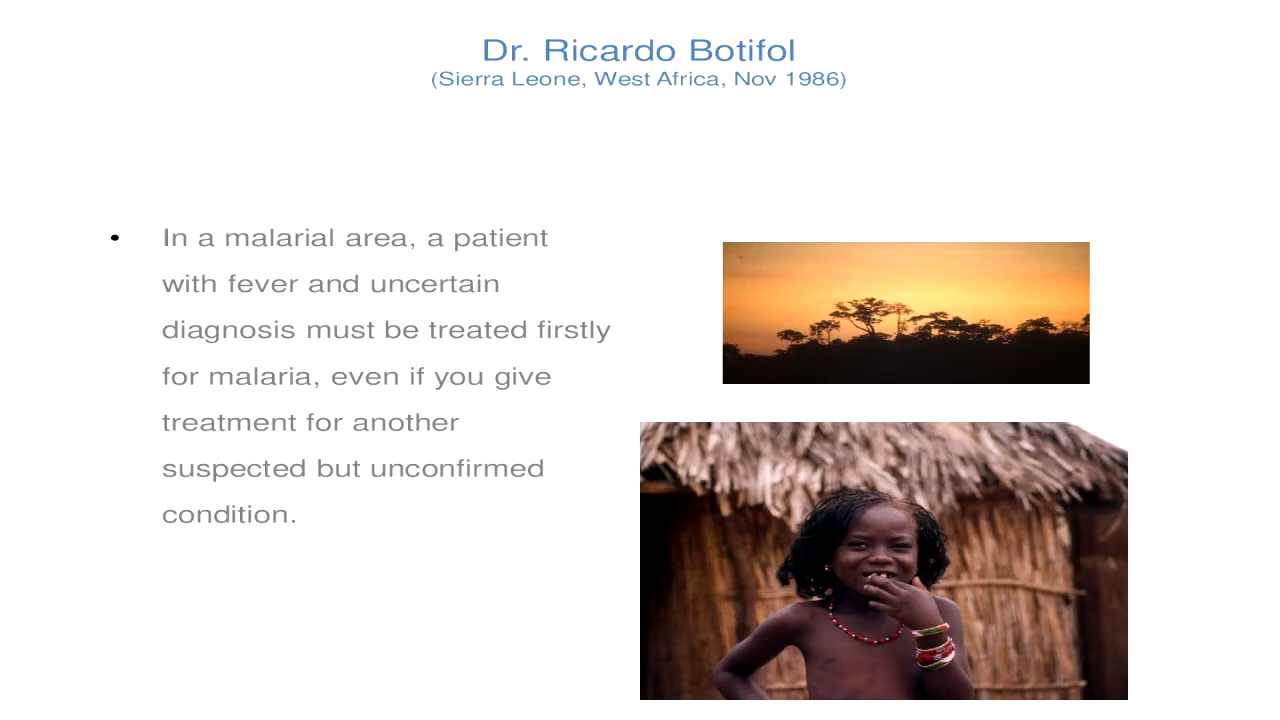 Dr. Ricardo Botifol
(Sierra Leone, West Africa, Nov 1986)
• In a malarial area, a patient
with fever and uncertain
diagnosis must be treated firstly
for malaria, even if you give
treatment for another
suspected but unconfirmed
condition.